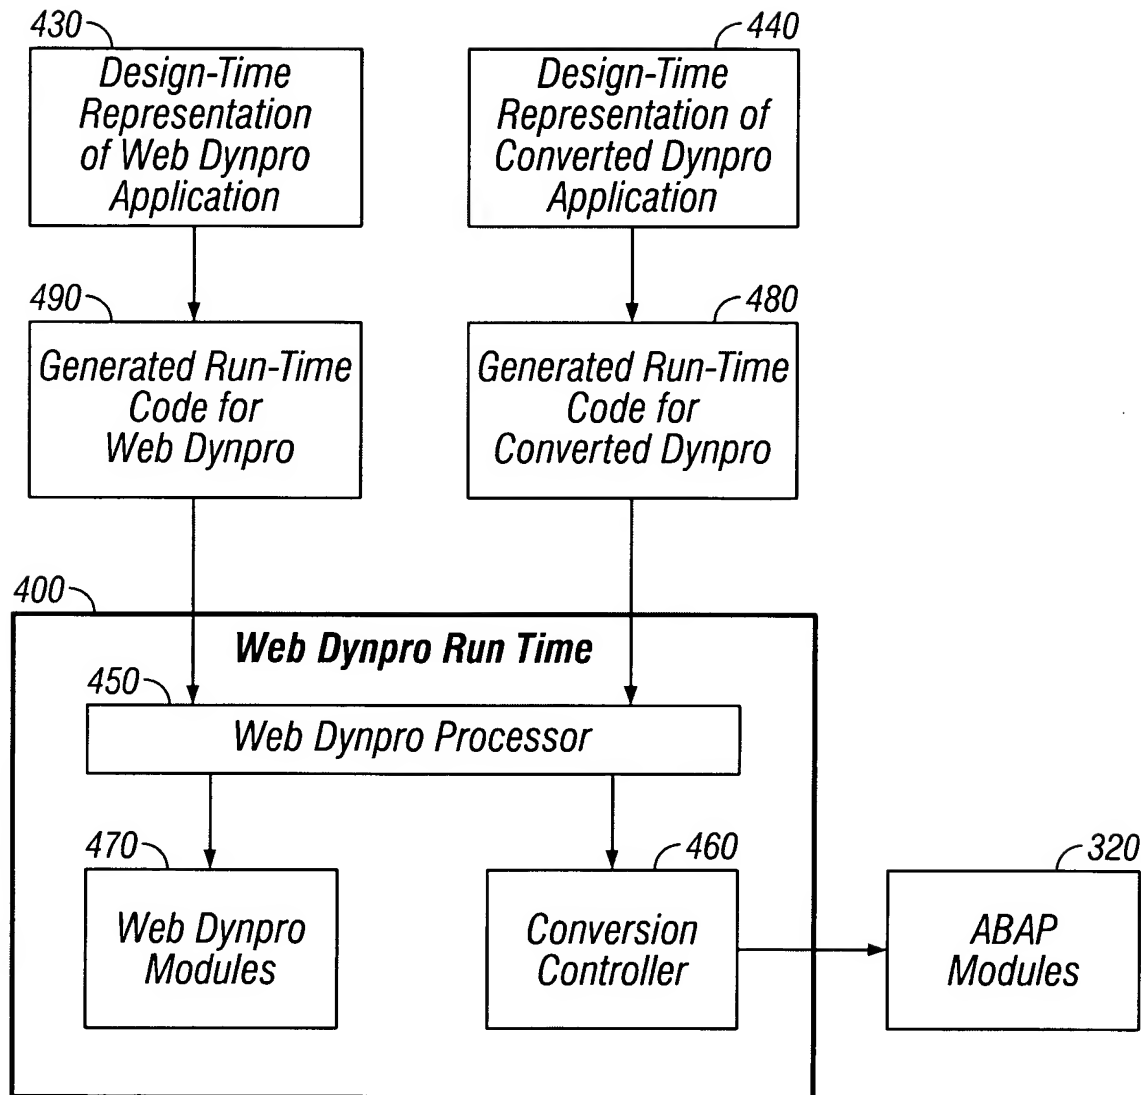 430
Design-Time
Representation
of Web Dynpro
Application
440
Design-Time
Representation of
Converted Dynpro
Application
490
Generated Run-Time
Code for
Web Dynpro
480
Generated Run-Time
Code for
Converted Dynpro
400
Web Dynpro Run Time
450
Web Dynpro Processor
470
Web Dynpro
Modules
460
Conversion
Controller
320
ABAP
Modules